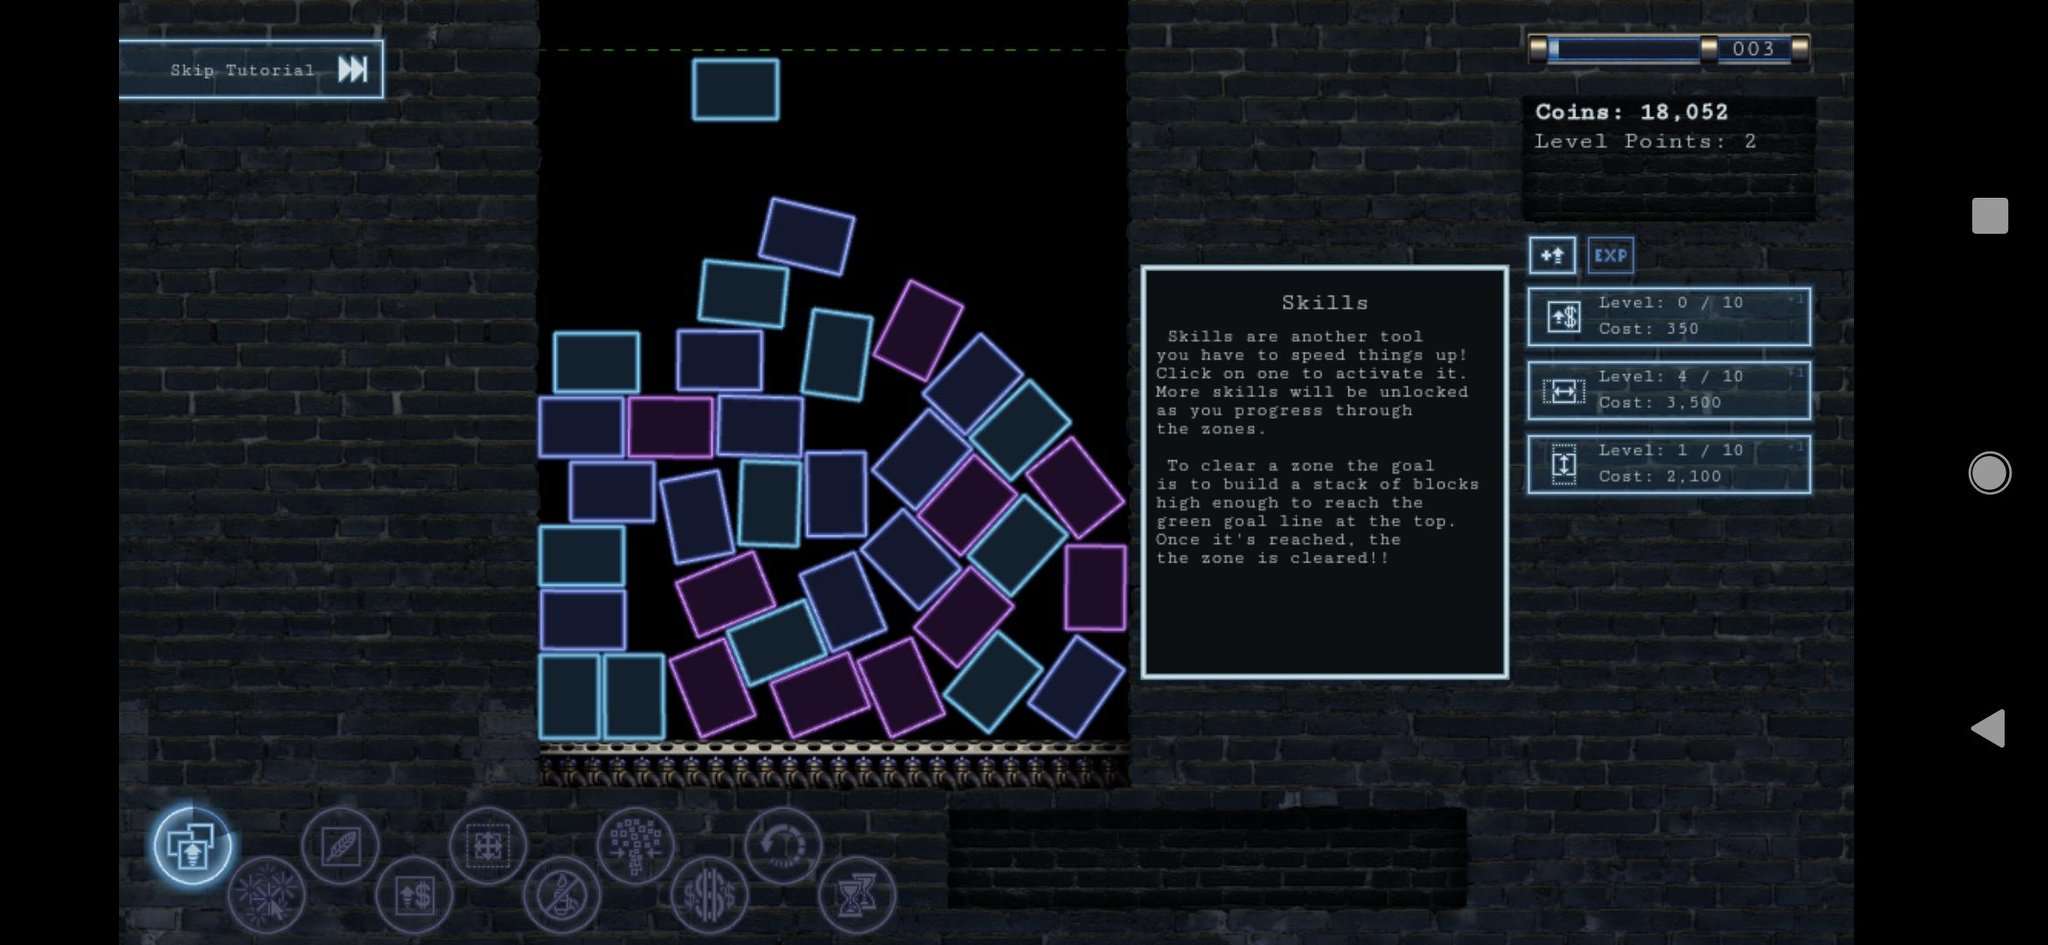 Skip Tutorial
003
Coins: 18,052
Level Points: 2
EXP
Level: 0 / 10 +1
Cost: 350
Level: 4 / 10 +1
Cost: 3,500
Level: 1 / 10 +1
Cost: 2,100
Skills
Skills are another tool
you have to speed things up!
Click on one to activate it.
More skills will be unlocked
as you progress through
the zones.
To clear a zone the goal
is to build a stack of blocks
high enough to reach the
green goal line at the top.
Once it's reached, the
the zone is cleared!!